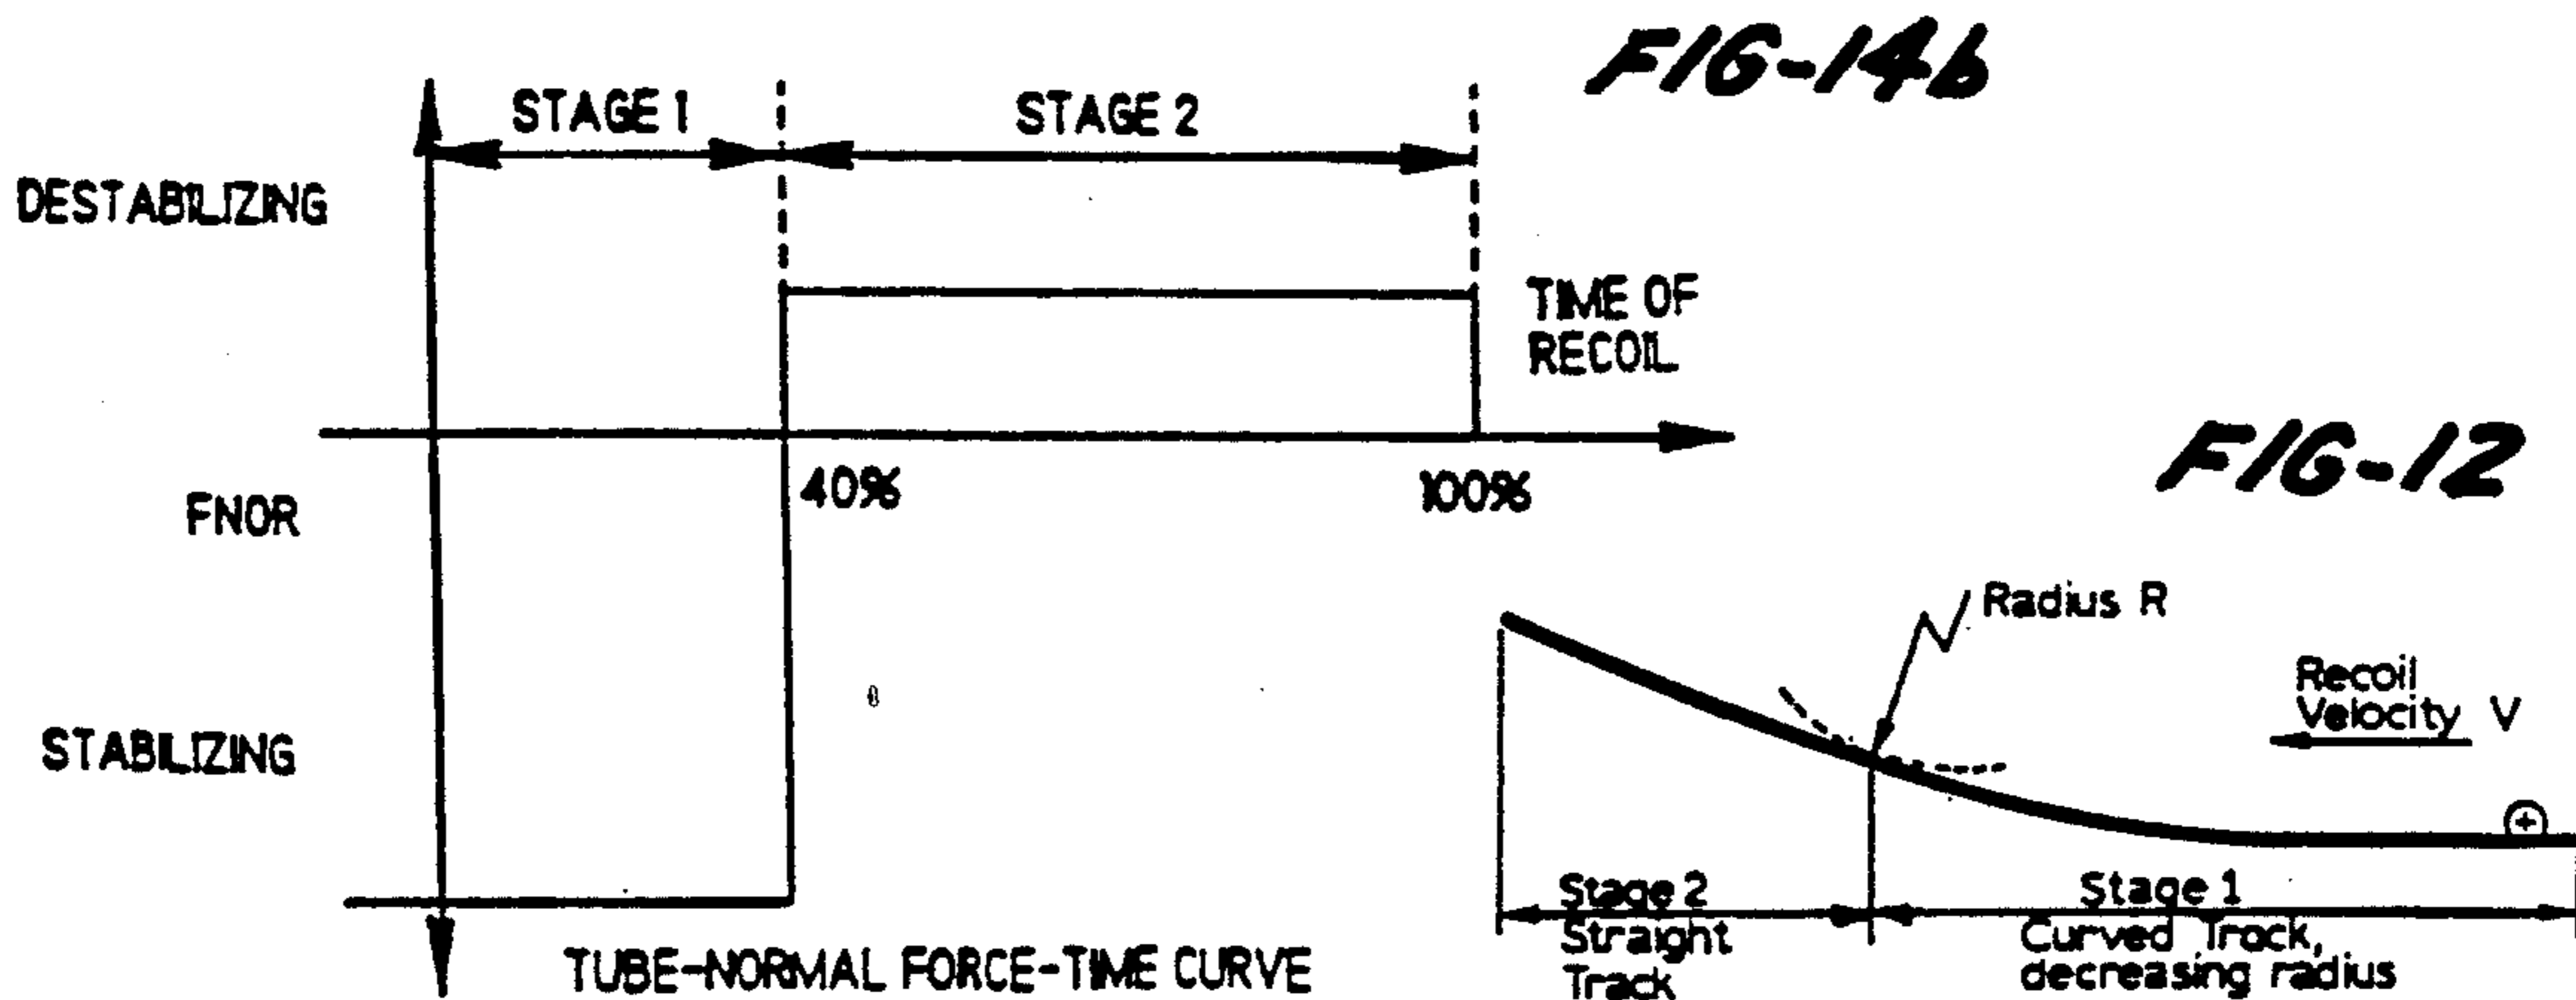 FIG-14b
STAGE 1
STAGE 2
DESTABILIZING
TIME OF
RECOIL
40%
100%
FNOR
STABILIZING
TUBE-NORMAL FORCE-TIME CURVE
FIG-12
Radius R
Recoil
Velocity V
Stage 2
Straight
Track
Stage 1
Curved Track,
decreasing radius